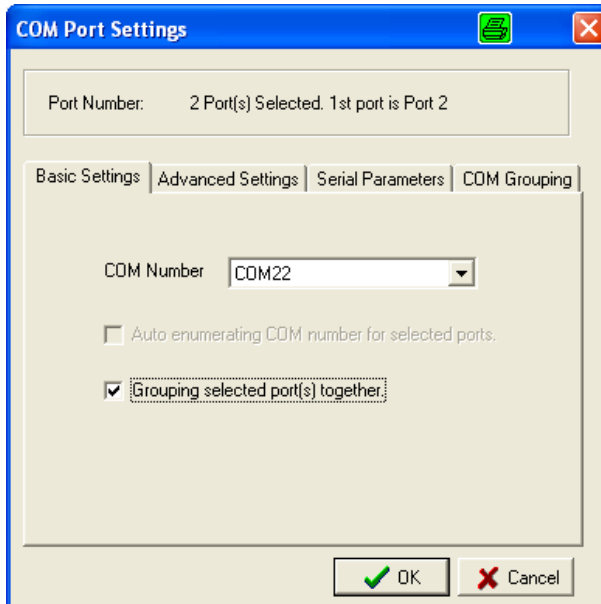 COM Port Settings
Port Number: 2 Port(s) Selected. 1st port is Port 2
Basic Settings Advanced Settings Serial Parameters COM Grouping
COM Number COM22
Auto enumerating COM number for selected ports.
Grouping selected port(s) together.
OK Cancel